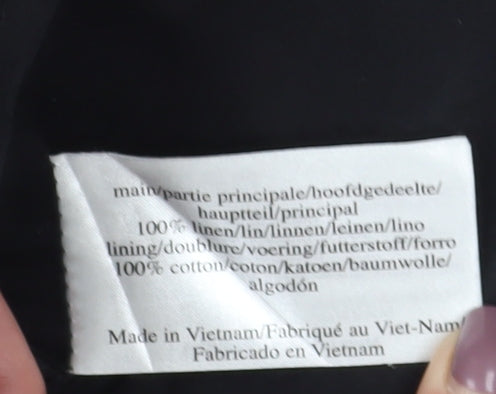 main/partie principale/hoofdgedeelte/
hauptteil/principal
100% linen/lin/linnen/leinen/lino
lining/doublure/voering/futterstoff/forro
100% cotton/coton/katoen/baumwolle/
algodón
Made in Vietnam/Fabriqué au Viet-Nam/
Fabricado en Vietnam